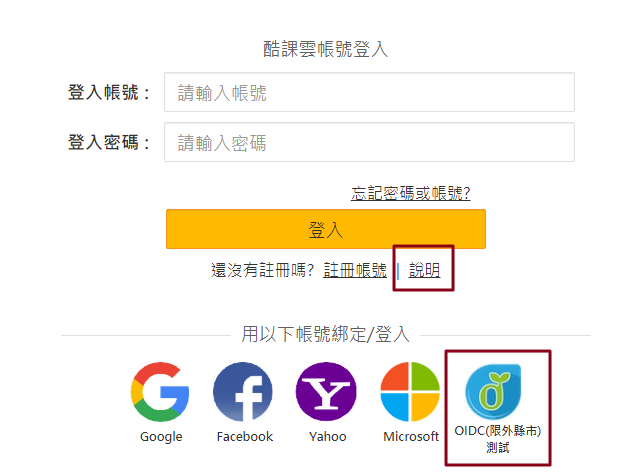 酷課雲帳號登入
登入帳號： 請輸入帳號
登入密碼： 請輸入密碼
忘記密碼或帳號?
登入
還沒有註冊嗎? 註冊帳號 | 說明
用以下帳號綁定/登入
Google Facebook Yahoo Microsoft OIDC(限外縣市)
測試